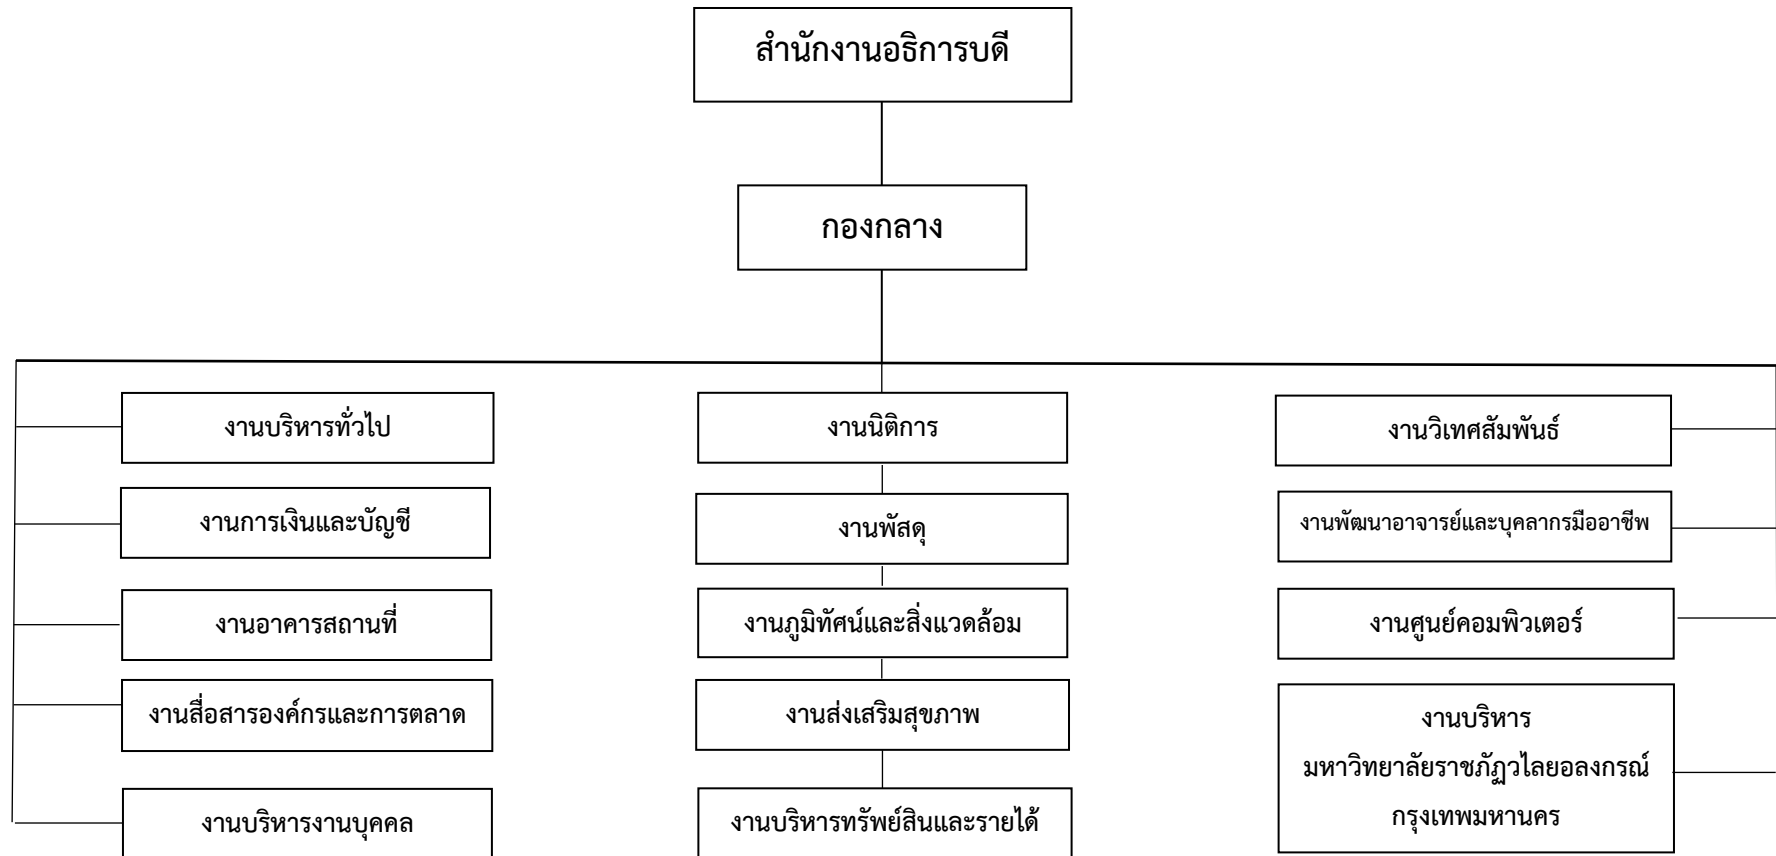 สำนักงานอธิการบดี
กองกลาง
งานบริหารทั่วไป
งานนิติการ
งานวิเทศสัมพันธ์
งานการเงินและบัญชี
งานพัสดุ
งานพัฒนาอาจารย์และบุคลากรมืออาชีพ
งานอาคารสถานที่
งานภูมิทัศน์และสิ่งแวดล้อม
งานศูนย์คอมพิวเตอร์
งานสื่อสารองค์กรและการตลาด
งานส่งเสริมสุขภาพ
งานบริหาร
มหาวิทยาลัยราชภัฏวไลยอลงกรณ์
กรุงเทพมหานคร
งานบริหารงานบุคคล
งานบริหารทรัพย์สินและรายได้